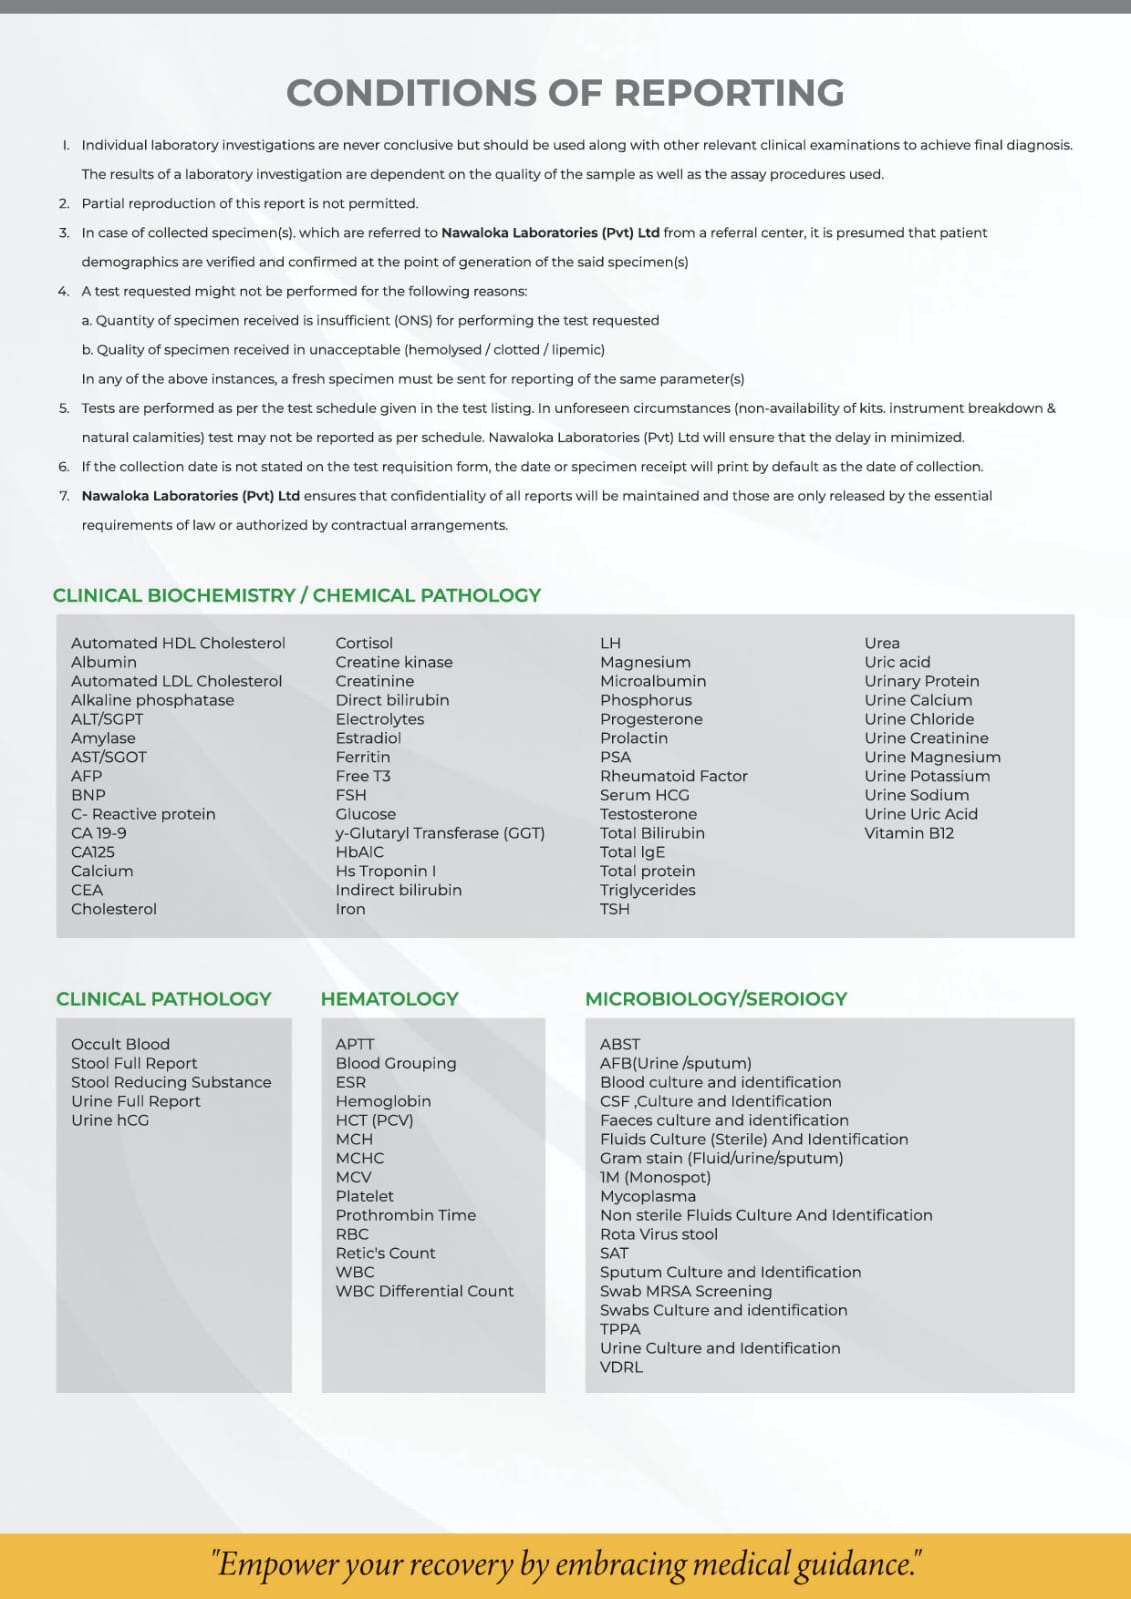 CONDITIONS OF REPORTING
I. Individual laboratory investigations are never conclusive but should be used along with other relevant clinical examinations to achieve final diagnosis.
The results of a laboratory investigation are dependent on the quality of the sample as well as the assay procedures used.
2. Partial reproduction of this report is not permitted.
3. In case of collected specimen(s). which are referred to Nawaloka Laboratories (Pvt) Ltd from a referral center, it is presumed that patient
demographics are verified and confirmed at the point of generation of the said specimen(s)
4. A test requested might not be performed for the following reasons:
a. Quantity of specimen received is insufficient (ONS) for performing the test requested
b. Quality of specimen received in unacceptable (hemolysed / clotted / lipemic)
In any of the above instances, a fresh specimen must be sent for reporting of the same parameter(s)
5. Tests are performed as per the test schedule given in the test listing. In unforeseen circumstances (non-availability of kits. instrument breakdown &
natural calamities) test may not be reported as per schedule. Nawaloka Laboratories (Pvt) Ltd will ensure that the delay in minimized.
6. If the collection date is not stated on the test requisition form, the date or specimen receipt will print by default as the date of collection.
7. Nawaloka Laboratories (Pvt) Ltd ensures that confidentiality of all reports will be maintained and those are only released by the essential
requirements of law or authorized by contractual arrangements.
CLINICAL BIOCHEMISTRY / CHEMICAL PATHOLOGY
Automated HDL Cholesterol
Albumin
Automated LDL Cholesterol
Alkaline phosphatase
ALT/SGPT
Amylase
AST/SGOT
AFP
BNP
C- Reactive protein
CA 19-9
CA125
Calcium
CEA
Cholesterol
Cortisol
Creatine kinase
Creatinine
Direct bilirubin
Electrolytes
Estradiol
Ferritin
Free T3
FSH
Glucose
y-Glutaryl Transferase (GGT)
HbAIC
Hs Troponin I
Indirect bilirubin
Iron
LH
Magnesium
Microalbumin
Phosphorus
Progesterone
Prolactin
PSA
Rheumatoid Factor
Serum HCG
Testosterone
Total Bilirubin
Total IgE
Total protein
Triglycerides
TSH
Urea
Uric acid
Urinary Protein
Urine Calcium
Urine Chloride
Urine Creatinine
Urine Magnesium
Urine Potassium
Urine Sodium
Urine Uric Acid
Vitamin B12
CLINICAL PATHOLOGY
Occult Blood
Stool Full Report
Stool Reducing Substance
Urine Full Report
Urine hCG
HEMATOLOGY
APTT
Blood Grouping
ESR
Hemoglobin
HCT (PCV)
MCH
MCHC
MCV
Platelet
Prothrombin Time
RBC
Retic's Count
WBC
WBC Differential Count
MICROBIOLOGY/SEROIOGY
ABST
AFB(Urine /sputum)
Blood culture and identification
CSF ,Culture and Identification
Faeces culture and identification
Fluids Culture (Sterile) And Identification
Gram stain (Fluid/urine/sputum)
1M (Monospot)
Mycoplasma
Non sterile Fluids Culture And Identification
Rota Virus stool
SAT
Sputum Culture and Identification
Swab MRSA Screening
Swabs Culture and identification
TPPA
Urine Culture and Identification
VDRL
"Empower your recovery by embracing medical guidance."